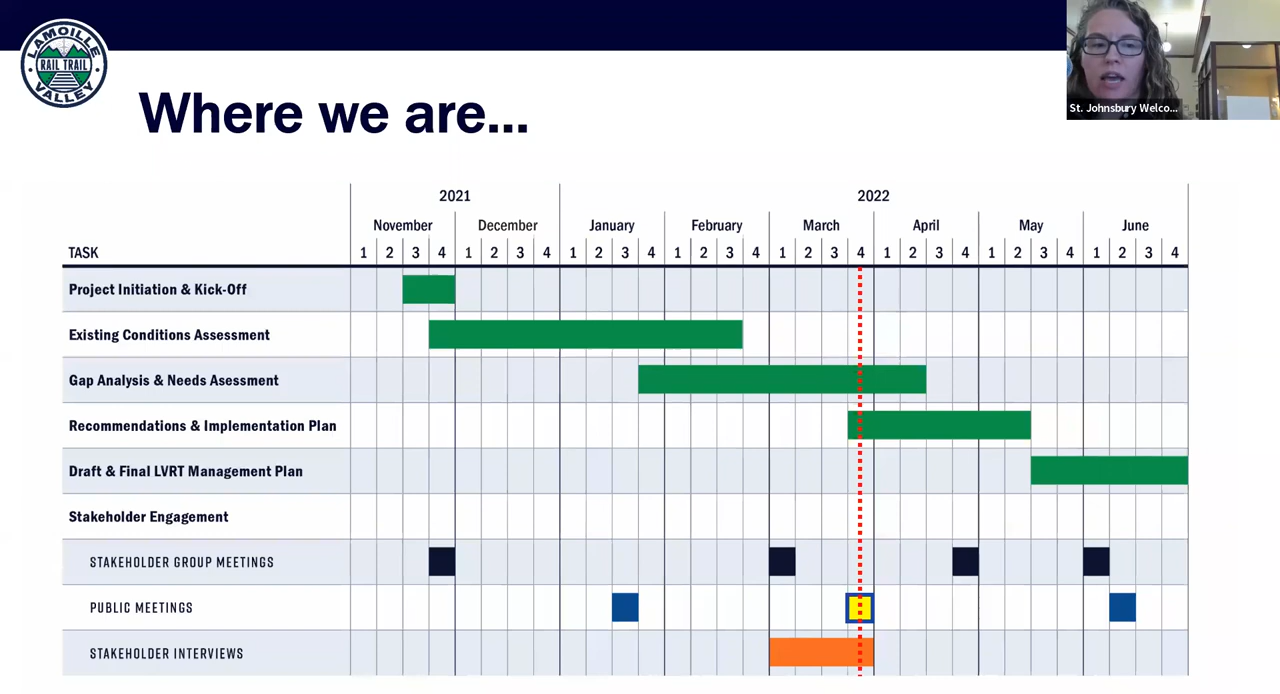 LAMOILLE
RAIL TRAIL
VALLEY
St. Johnsbury Welco...
Where we are...
2021 2022
November December January February March April May June
TASK 1 2 3 4 1 2 3 4 1 2 3 4 1 2 3 4 1 2 3 4 1 2 3 4 1 2 3 4 1 2 3 4
Project Initiation & Kick-Off
Existing Conditions Assessment
Gap Analysis & Needs Asessment
Recommendations & Implementation Plan
Draft & Final LVRT Management Plan
Stakeholder Engagement
STAKEHOLDER GROUP MEETINGS
PUBLIC MEETINGS
STAKEHOLDER INTERVIEWS